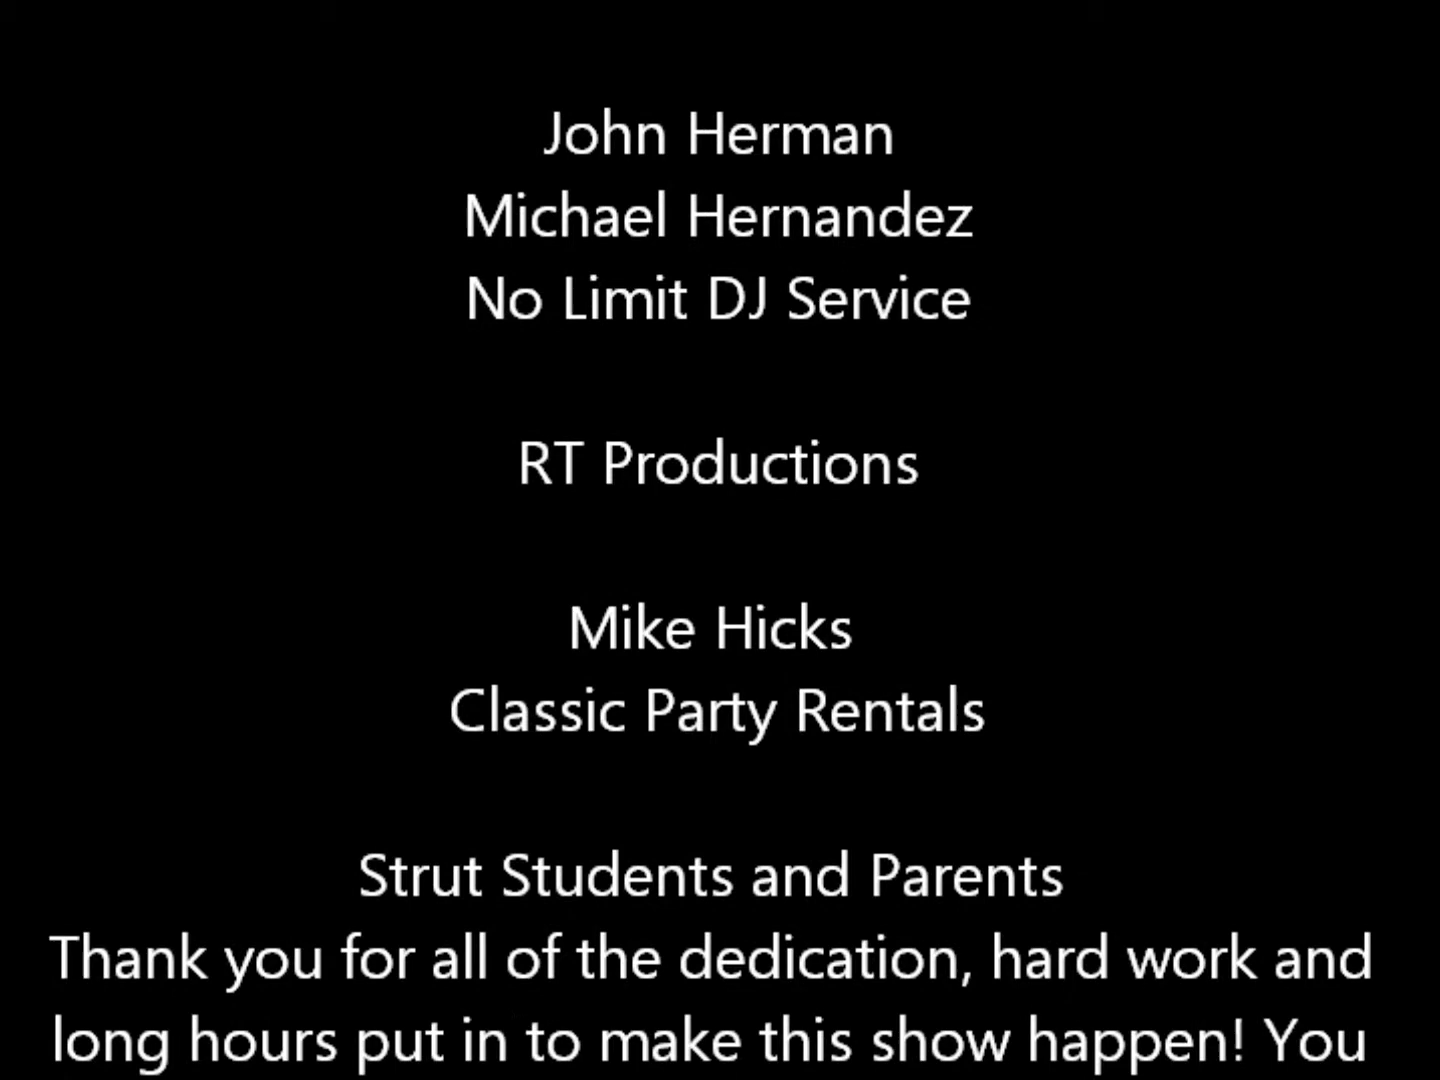 John Herman
Michael Hernandez
No Limit DJ Service
RT Productions
Mike Hicks
Classic Party Rentals
Strut Students and Parents
Thank you for all of the dedication, hard work and
long hours put in to make this show happen! You